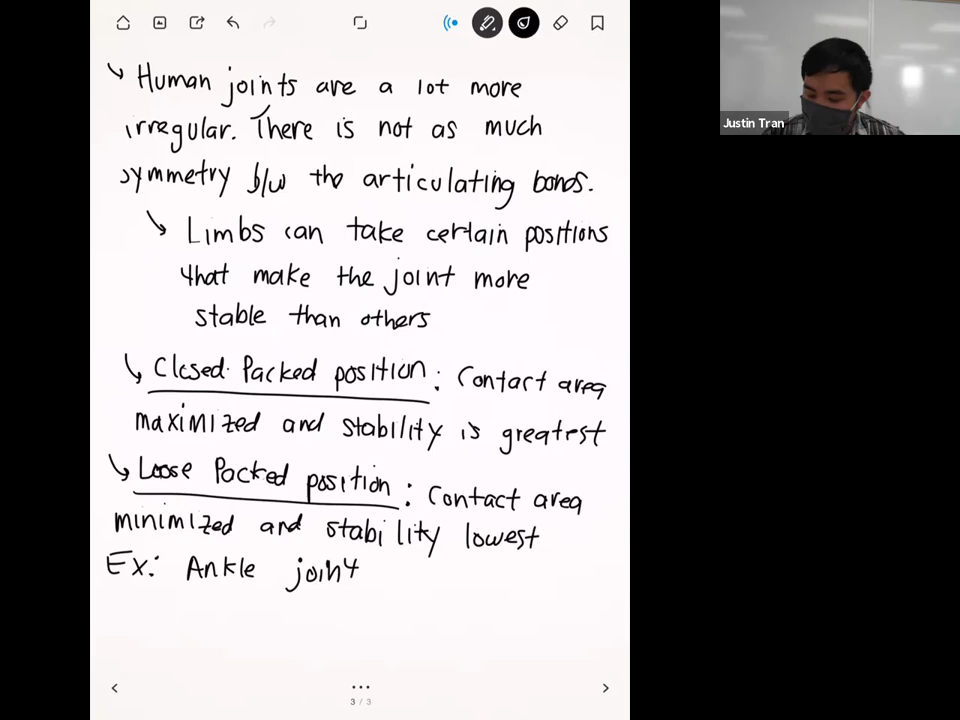 Human joints are a lot more
irregular. There is not as much
symmetry b/w the articulating bones.
Limbs can take certain positions
that make the joint more
stable than others
Closed Packed position: Contact area
maximized and stability is greatest
Loose Packed position: Contact area
minimized and stability lowest
Ex: Ankle joint
3 / 3
Justin Tran